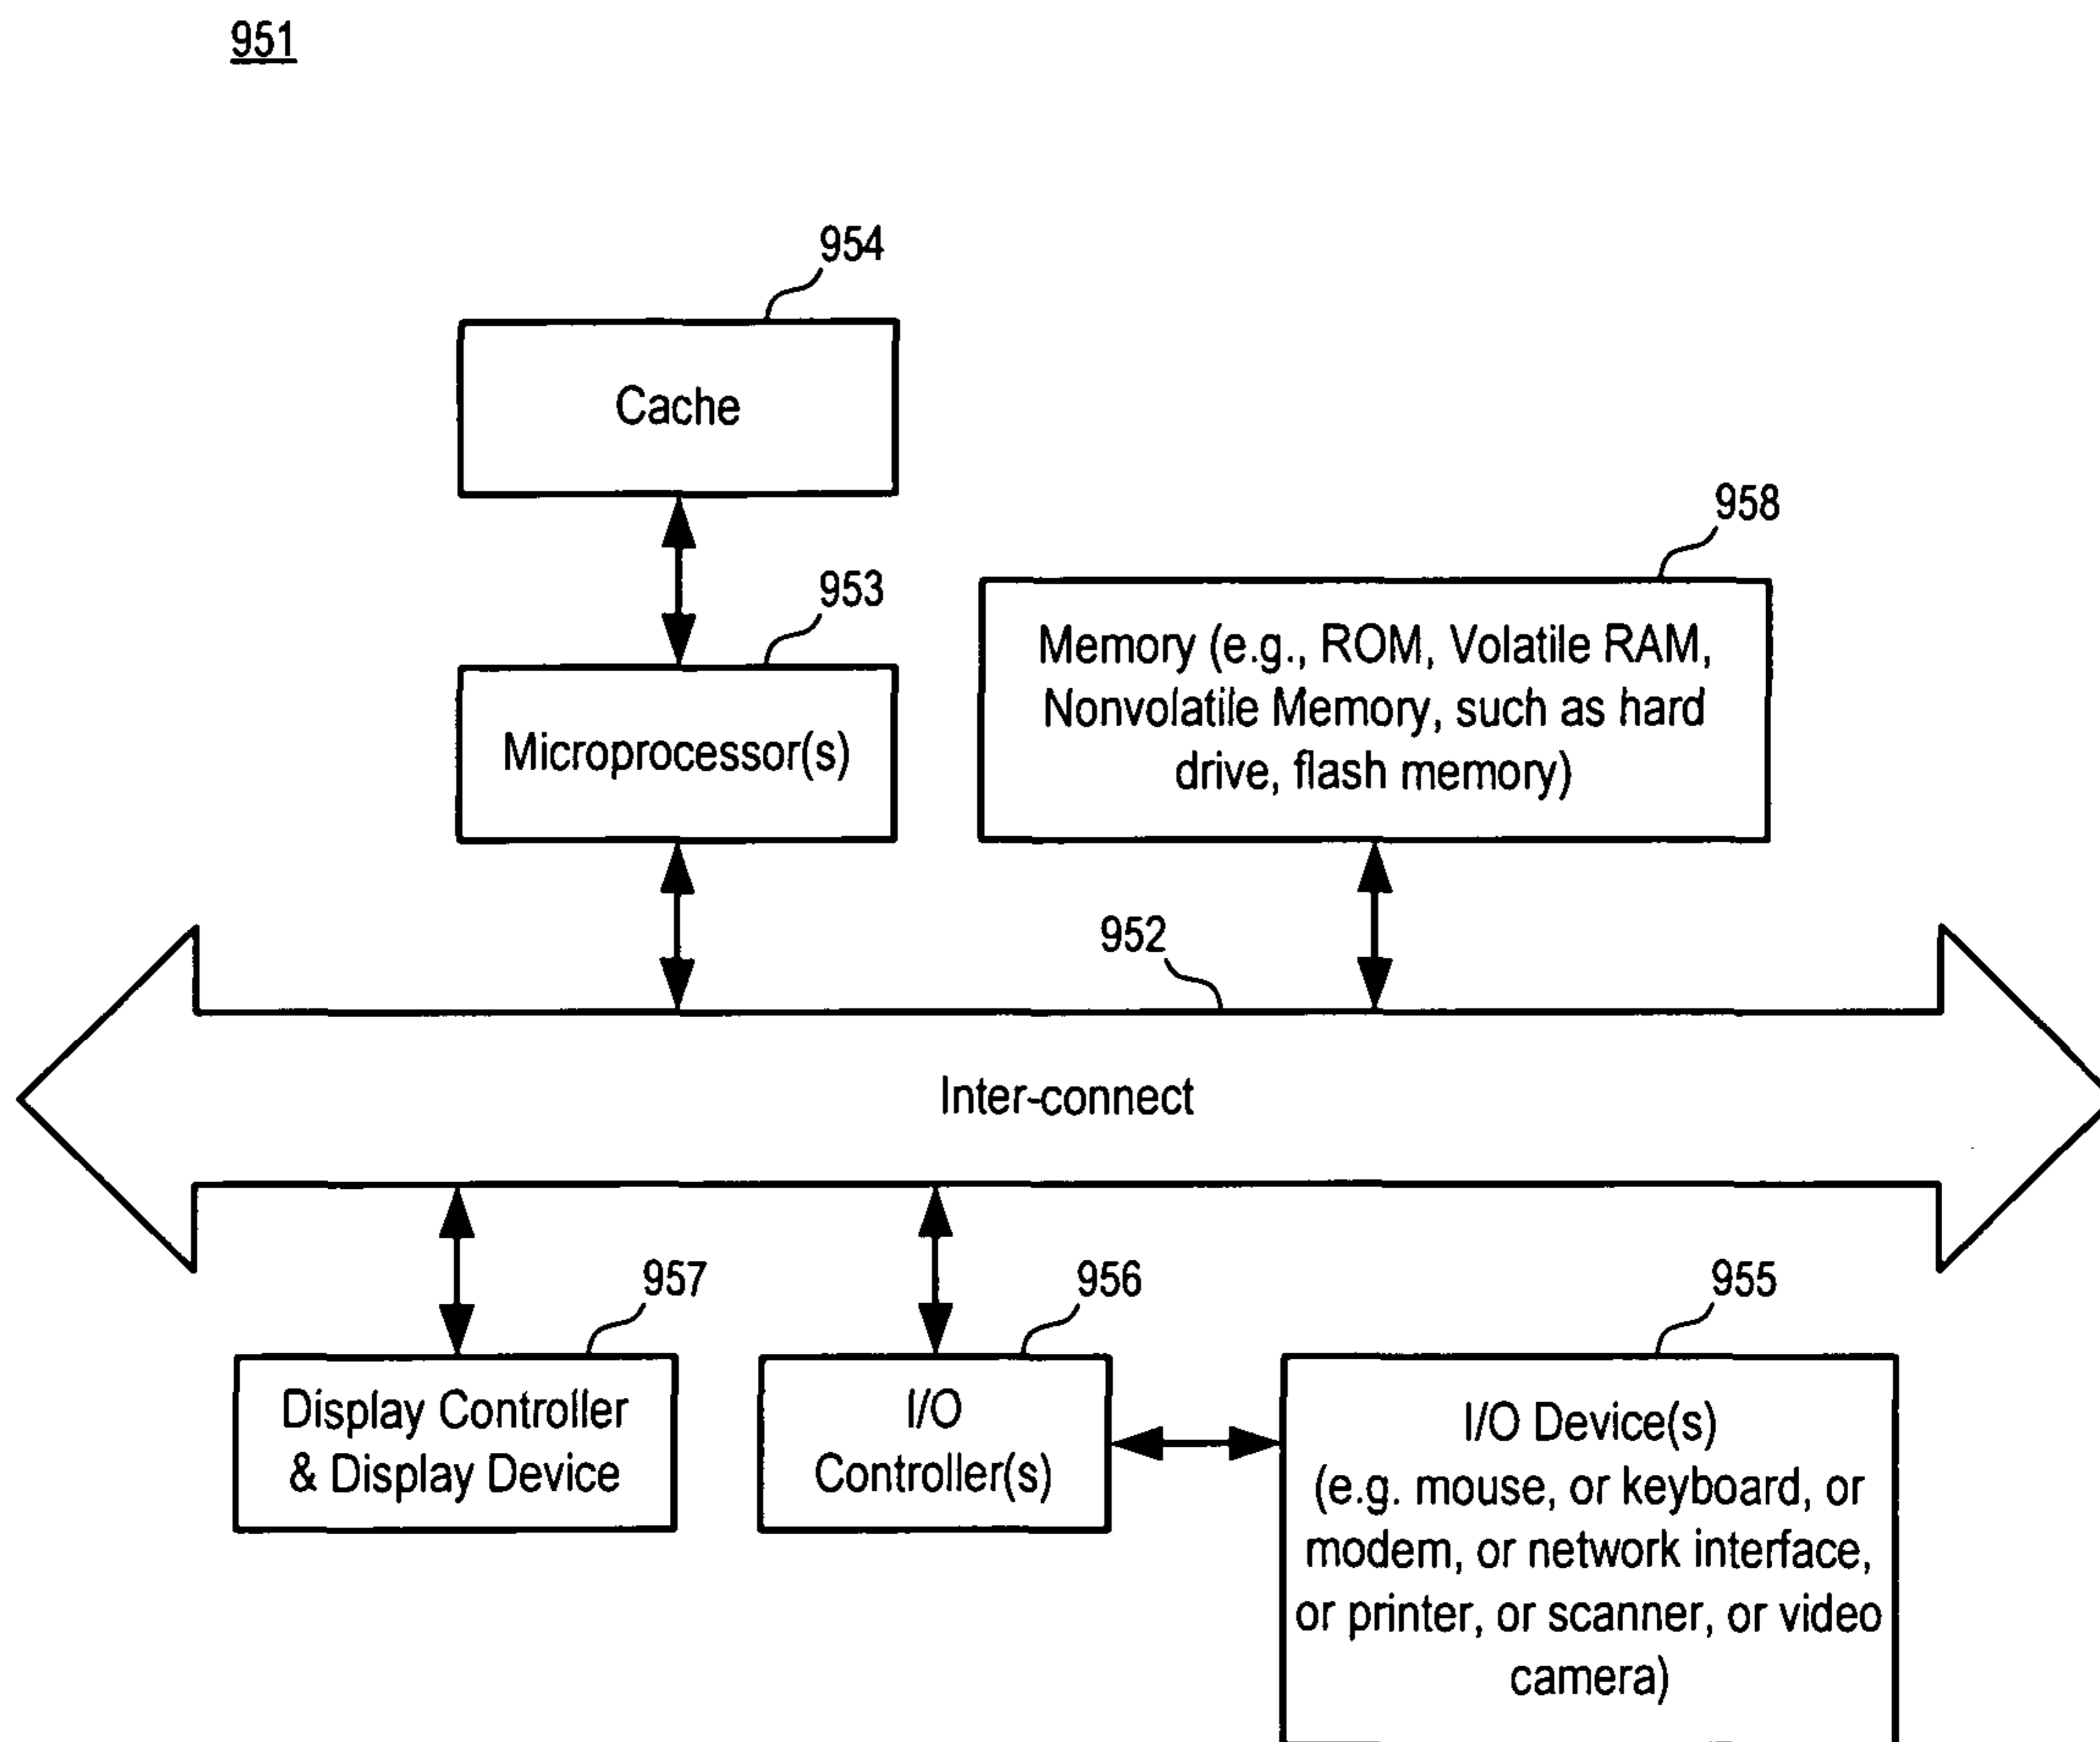 951
954
Cache
958
953
Memory (e.g., ROM, Volatile RAM,
Nonvolatile Memory, such as hard
drive, flash memory)
Microprocessor(s)
952
Inter-connect
957
956
955
Display Controller
& Display Device
I/O
Controller(s)
I/O Device(s)
(e.g. mouse, or keyboard, or
modem, or network interface,
or printer, or scanner, or video
camera)